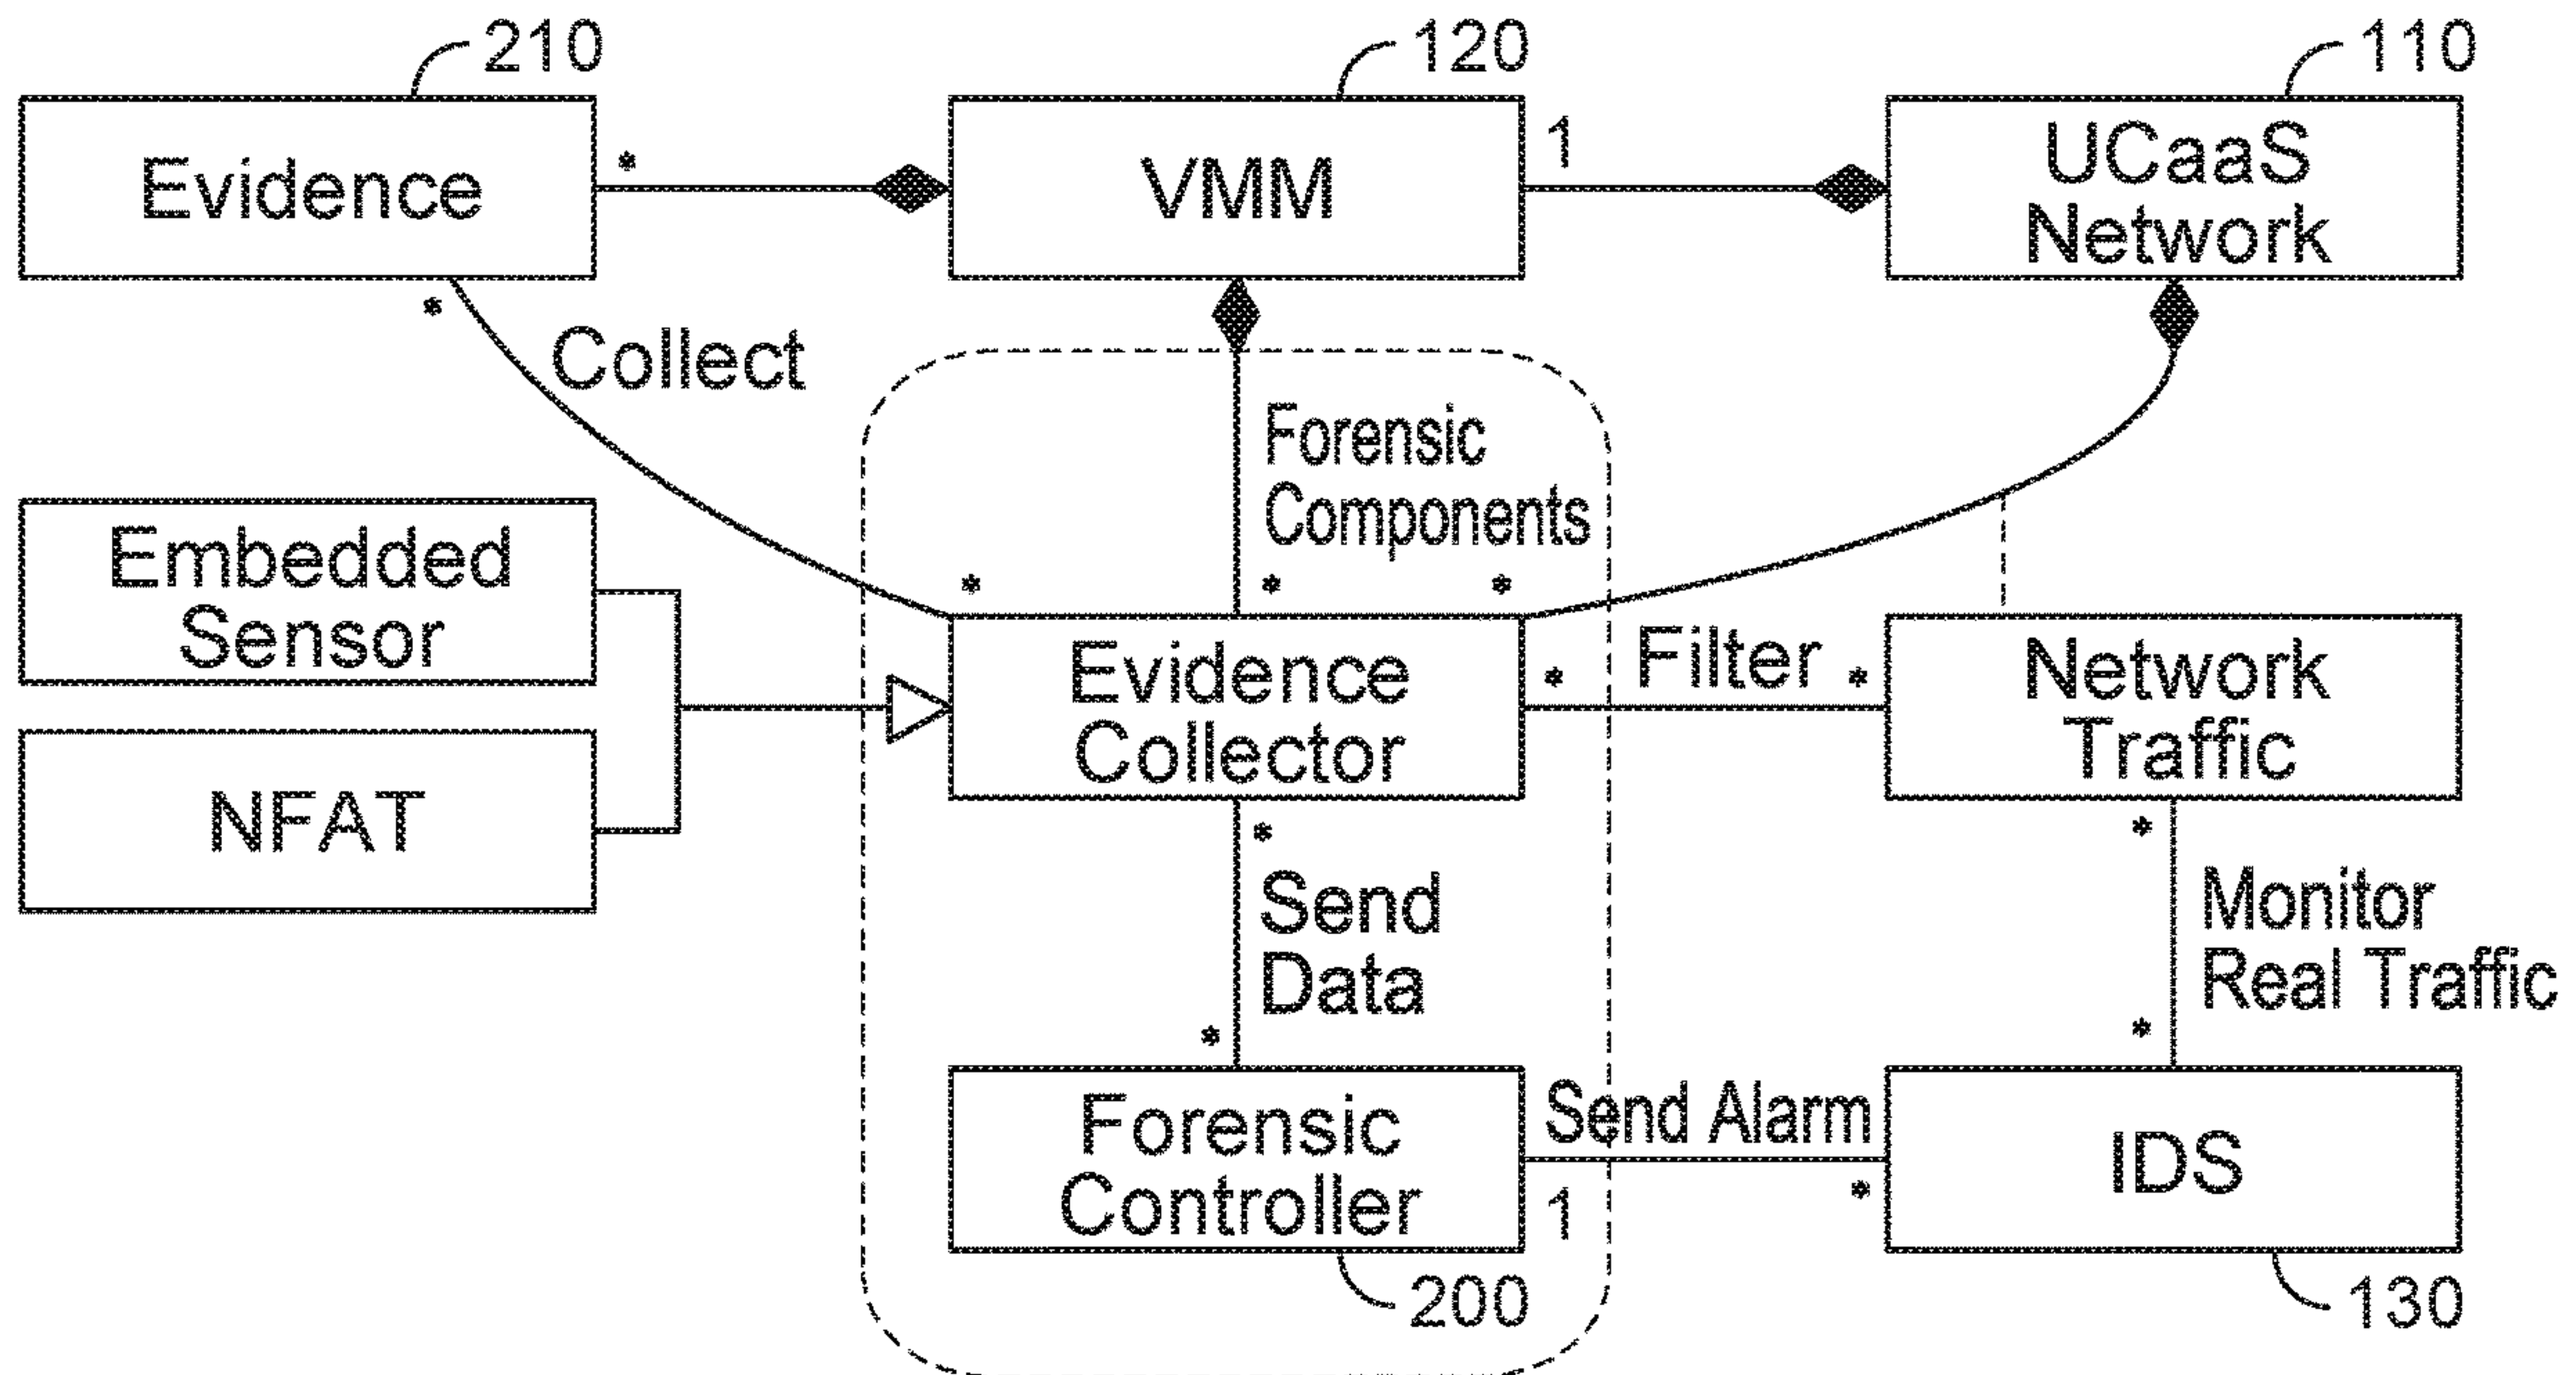 210
120
110
Evidence
*
VMM
1
UCaaS
Network
*
Collect
Forensic
Components
Embedded
Sensor
*
*
*
Evidence
Collector
*
Filter
*
Network
Traffic
NFAT
*
Send
Data
*
*
Monitor
Real Traffic
*
Forensic
Controller
Send Alarm
1
*
IDS
200
130